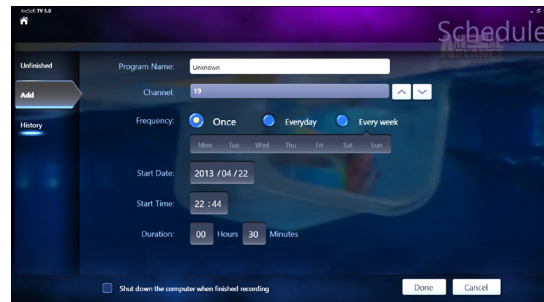 ArcSoft TV 5.0
Schedule
ANIMAL PLANET
Unfinished
Add
History
Program Name: Unknown
Channel: 19
Frequency: Once Everyday Every week
Mon Tue Wed Thu Fri Sat Sun
Start Date: 2013 /04 /22
Start Time: 22 :44
Duration: 00 Hours 30 Minutes
Shut down the computer when finished recording
Done Cancel